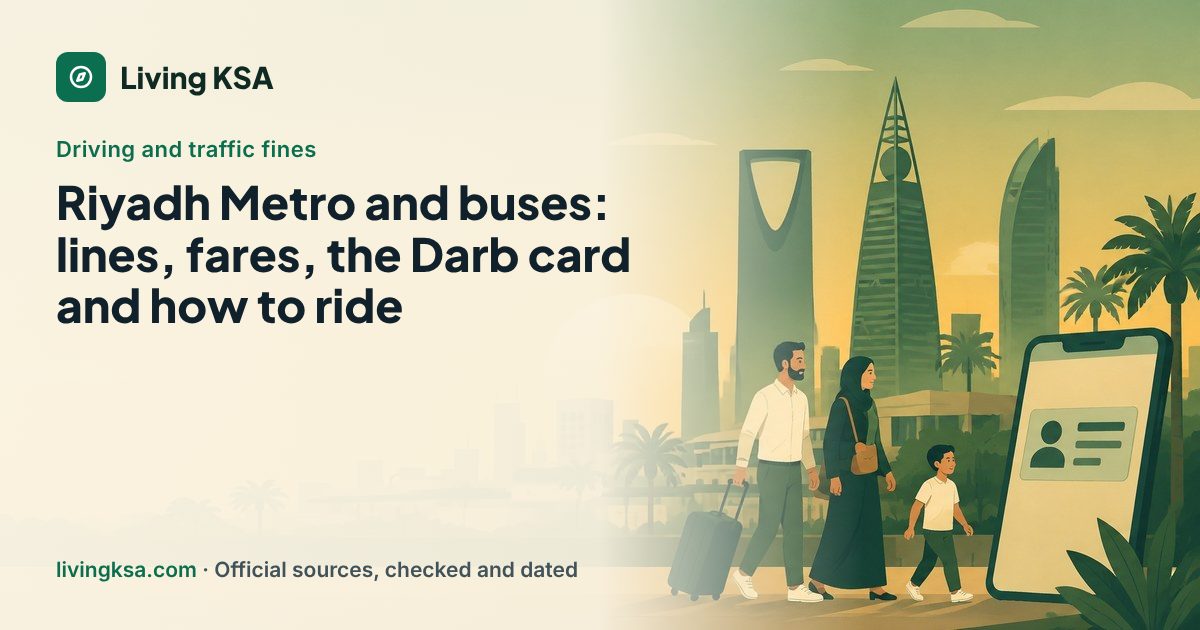 Living KSA
Driving and traffic fines
Riyadh Metro and buses:
lines, fares, the Darb card
and how to ride
livingksa.com · Official sources, checked and dated